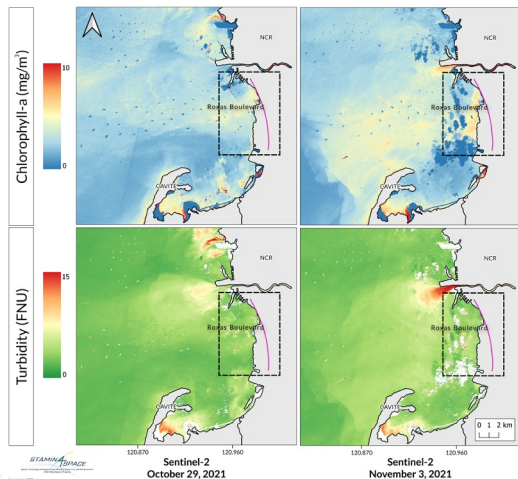 Chlorophyll-a (mg/m³)
10
0
NCR
Roxas Boulevard
CAVITE
NCR
Roxas Boulevard
CAVITE
Turbidity (FNU)
15
0
NCR
Roxas Boulevard
CAVITE
NCR
Roxas Boulevard
CAVITE
0 1 2 km
120.870
120.960
120.870
120.960
STAMINA4SPACE
Sentinel-2
October 29, 2021
Sentinel-2
November 3, 2021